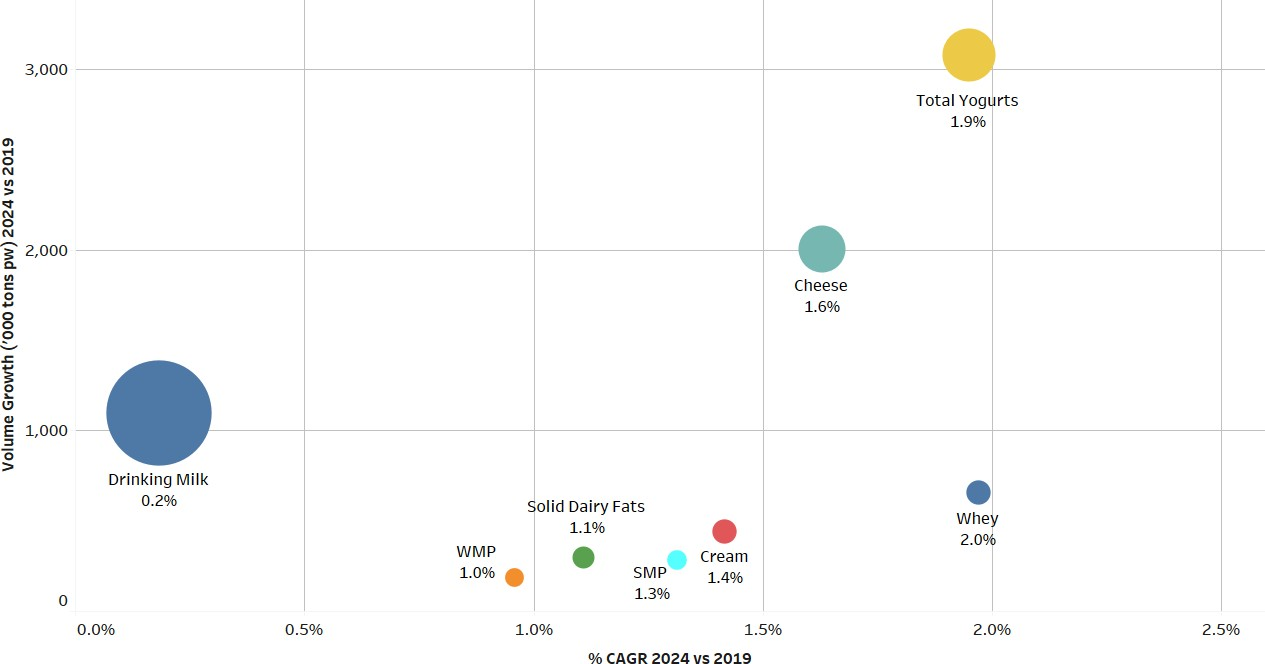 Volume Growth ('000 tons pw) 2024 vs 2019
3,000
2,000
1,000
0
Total Yogurts
1.9%
Cheese
1.6%
Drinking Milk
0.2%
Solid Dairy Fats
1.1%
WMP
1.0%
SMP
1.3%
Cream
1.4%
Whey
2.0%
0.0%
0.5%
1.0%
1.5%
2.0%
2.5%
% CAGR 2024 vs 2019